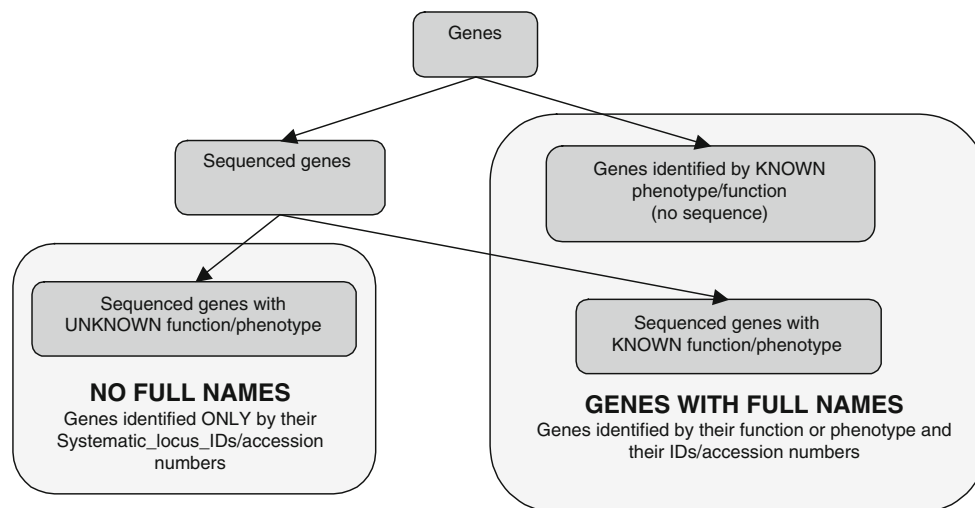 Genes
Sequenced genes
Genes identified by KNOWN
phenotype/function
(no sequence)
Sequenced genes with
UNKNOWN function/phenotype
Sequenced genes with
KNOWN function/phenotype
NO FULL NAMES
Genes identified ONLY by their
Systematic_locus_IDs/accession
numbers
GENES WITH FULL NAMES
Genes identified by their function or phenotype and
their IDs/accession numbers